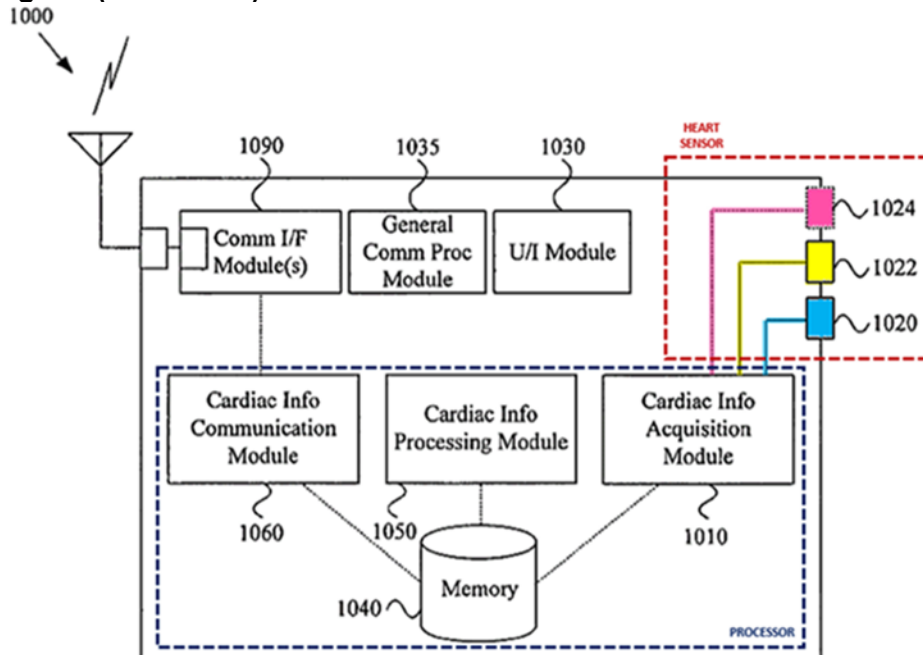 1000
1090
1035
1030
HEART
SENSOR
Comm I/F
Module(s)
General
Comm Proc
Module
U/I Module
1024
1022
1020
Cardiac Info
Communication
Module
Cardiac Info
Processing Module
Cardiac Info
Acquisition
Module
1060
1050
1010
Memory
1040
PROCESSOR